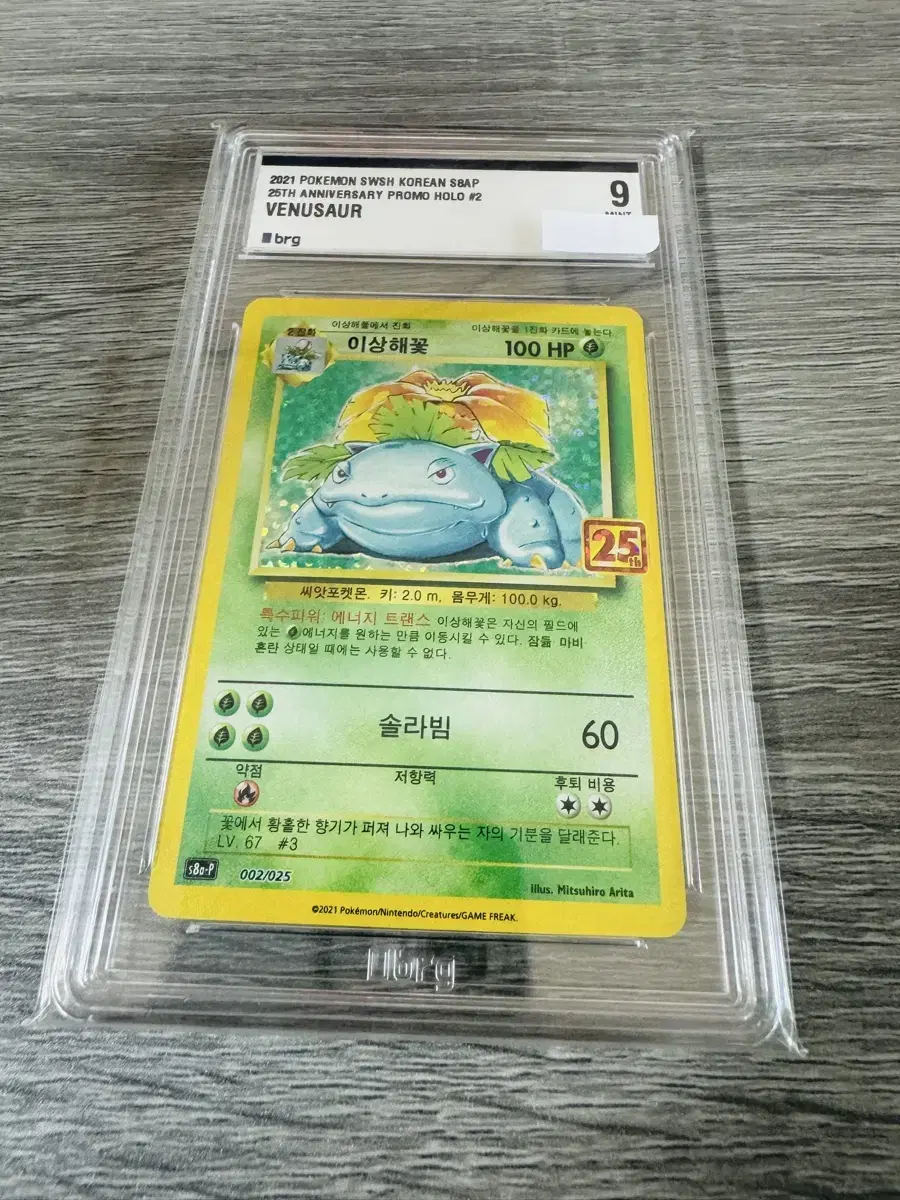 2021 POKEMON SWSH KOREAN S8AP
25TH ANNIVERSARY PROMO HOLO #2
VENUSAUR
9
brg
2 진화
이상해풀에서 진화
이상해꽃을 1진화 카드에 놓는다.
이상해꽃
100 HP
25th
씨앗포켓몬. 키: 2.0 m, 몸무게: 100.0 kg.
특수파워: 에너지 트랜스 이상해꽃은 자신의 필드에
있는 에너지를 원하는 만큼 이동시킬 수 있다. 잠듦 마비
혼란 상태일 때에는 사용할 수 없다.
솔라빔
60
약점
저항력
후퇴 비용
꽃에서 황홀한 향기가 퍼져 나와 싸우는 자의 기분을 달래준다.
LV. 67 #3
s8a-P
002/025
illus. Mitsuhiro Arita
©2021 Pokémon/Nintendo/Creatures/GAME FREAK.
brg